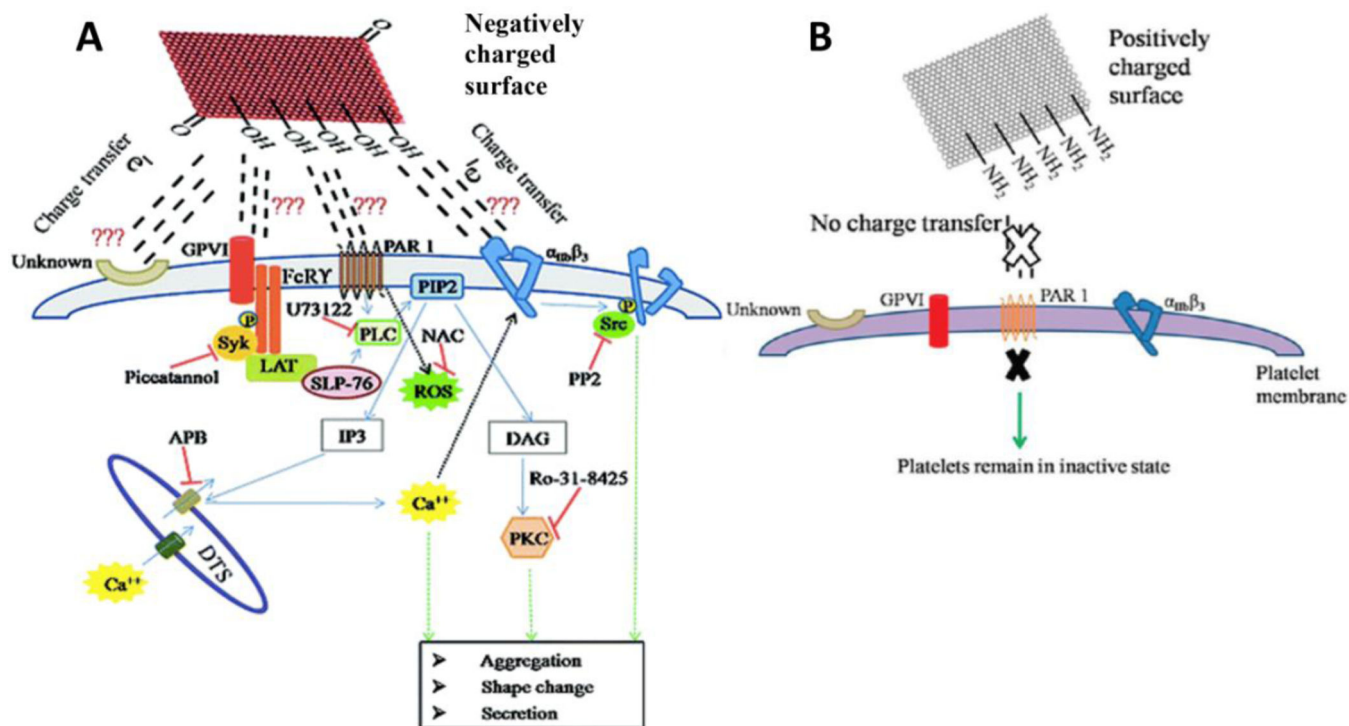 A
Negatively
charged
surface
O
O
OH
OH
OH
OH
OH
Charge transfer
e-
Charge transfer
e-
???
???
???
???
Unknown
GPVI
FcRY
PAR 1
PIP2
αIIbβ3
U73122
P
Syk
PLC
NAC
P
Src
LAT
Piccatannol
SLP-76
ROS
PP2
IP3
DAG
APB
Ro-31-8425
Ca++
PKC
DTS
Ca++
➤ Aggregation
➤ Shape change
➤ Secretion
B
Positively
charged
surface
NH2
NH2
NH2
NH2
NH2
No charge transfer
Unknown
GPVI
PAR 1
αIIbβ3
Platelet
membrane
Platelets remain in inactive state